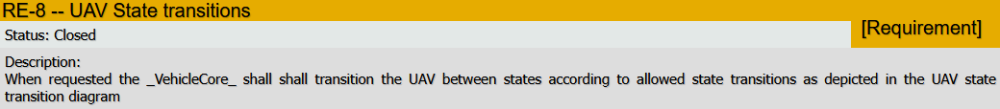 RE-8 -- UAV State transitions
[Requirement]
Status: Closed
Description:
When requested the _VehicleCore_ shall shall transition the UAV between states according to allowed state transitions as depicted in the UAV state
transition diagram